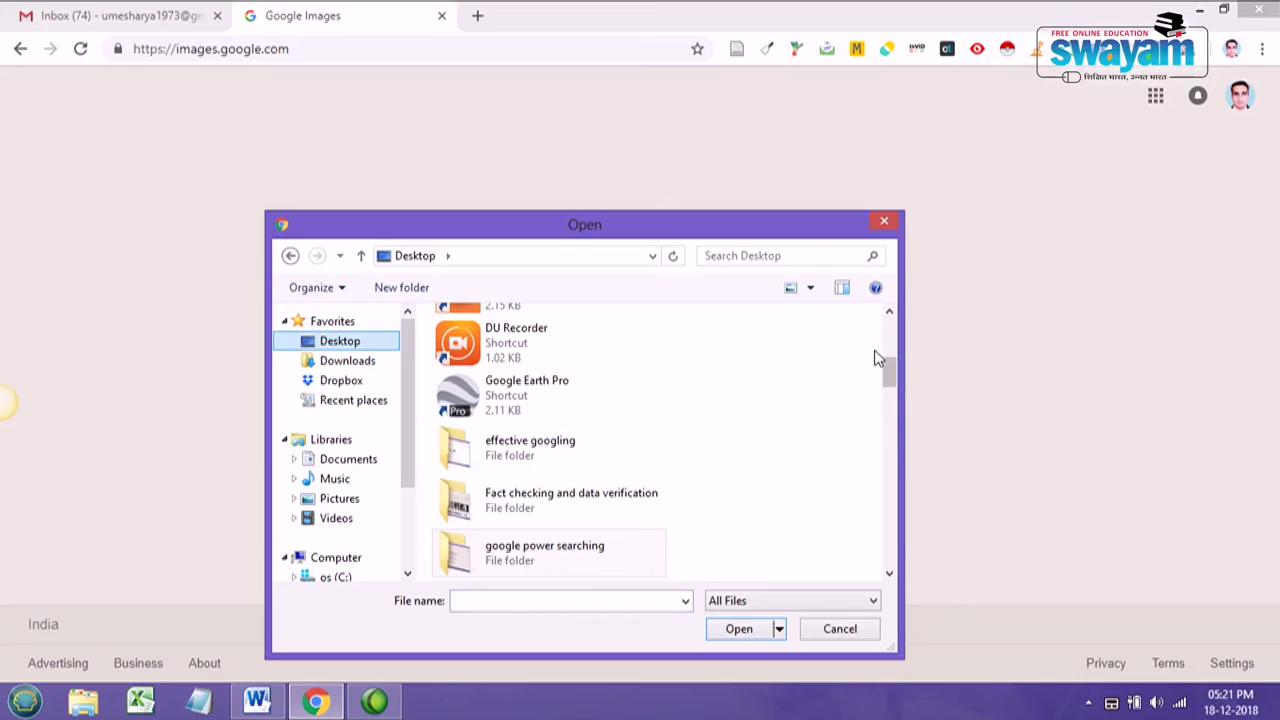 Inbox (74) - umesharya1973@g
Google Images
https://images.google.com
FREE ONLINE EDUCATION
swayam
शिक्षित भारत, उन्नत भारत
Open
Desktop
Search Desktop
Organize
New folder
Favorites
Desktop
Downloads
Dropbox
Recent places
Libraries
Documents
Music
Pictures
Videos
Computer
os (C:)
2.15 KB
DU Recorder
Shortcut
1.02 KB
Google Earth Pro
Shortcut
2.11 KB
Pro
effective googling
File folder
Fact checking and data verification
File folder
google power searching
File folder
File name:
All Files
Open
Cancel
India
Advertising
Business
About
Privacy
Terms
Settings
05:21 PM
18-12-2018